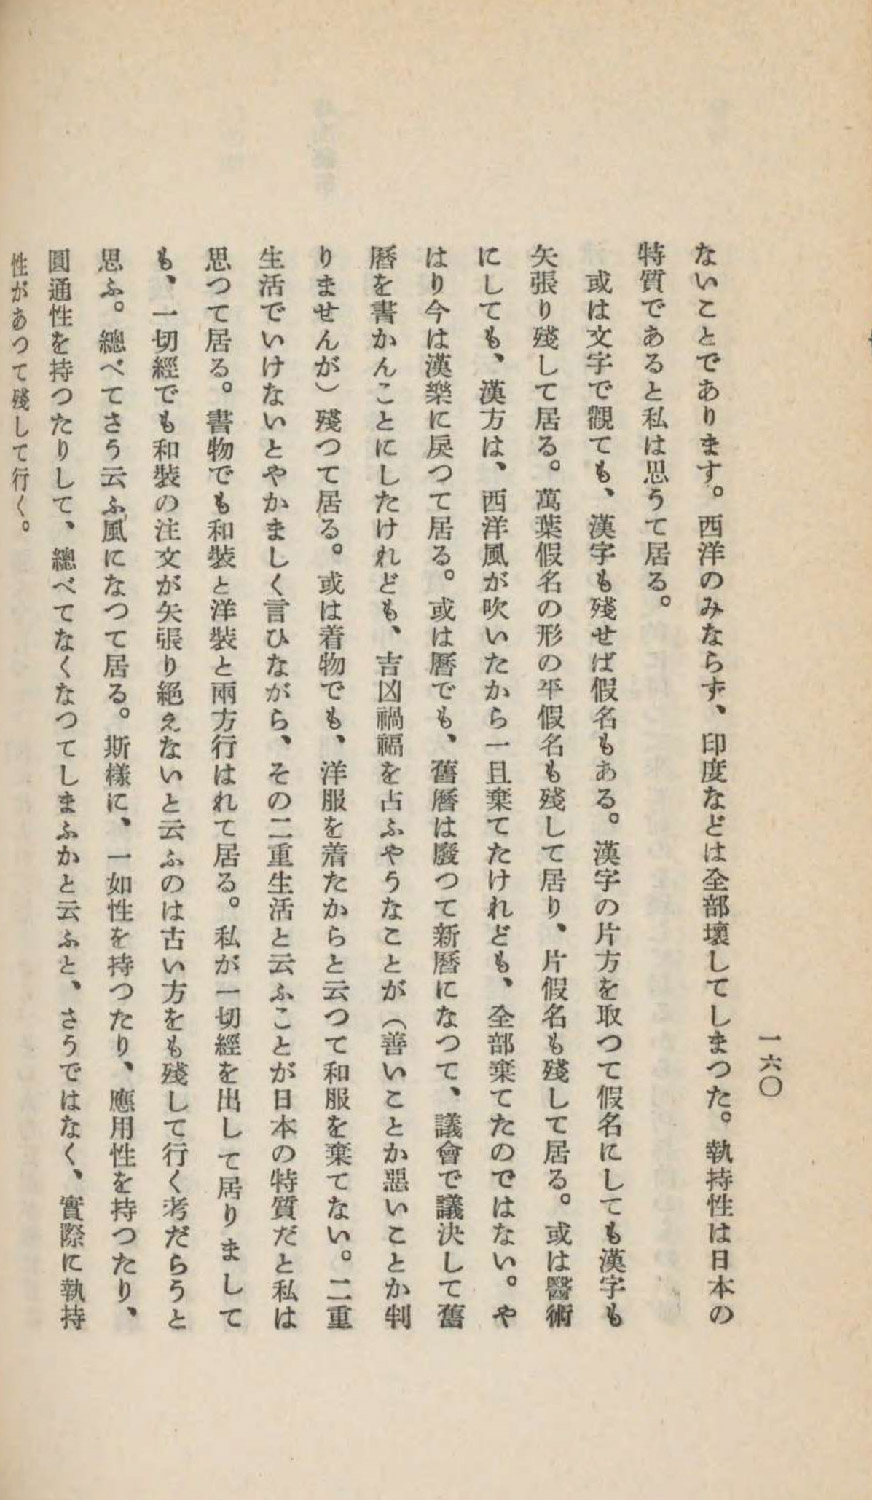 一六〇
ないことであります。西洋のみならず、印度などは全部壞してしまつた。執持性は日本の
特質であると私は思うて居る。
或は文字で觀ても、漢字も殘せば假名もある。漢字の片方を取つて假名にしても漢字も
矢張り殘して居る。萬葉假名の形の平假名も殘して居り、片假名も殘して居る。或は醫術
にしても、漢方は、西洋風が吹いたから一且棄てたけれども、全部棄てたのではない。や
はり今は漢樂に戾つて居る。或は曆でも、舊曆は廢つて新曆になつて、議會で議決して舊
曆を書かんことにしたけれども、吉凶禍福を占ふやうなことが（善いことか惡いことか判
りませんが）殘つて居る。或は着物でも、洋服を着たからと云つて和服を棄てない。二重
生活でいけないとやかましく言ひながら、その二重生活と云ふことが日本の特質だと私は
思つて居る。書物でも和裝と洋裝と兩方行はれて居る。私が一切經を出して居りまして
も、一切經でも和裝の注文が矢張り絕えないと云ふのは古い方をも殘して行く考だらうと
思ふ。總べてさう云ふ風になつて居る。斯樣に、一如性を持つたり、應用性を持つたり、
圓通性を持つたりして、總べてなくなつてしまふかと云ふと、さうではなく、實際に執持
性があつて殘して行く。